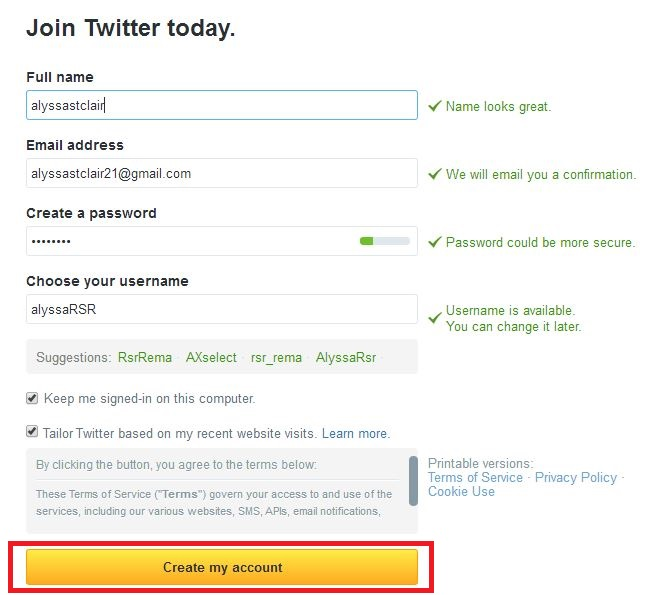 Join Twitter today.
Full name
alyssastclair
Name looks great.
Email address
alyssastclair21@gmail.com
We will email you a confirmation.
Create a password
••••••••
Password could be more secure.
Choose your username
alyssaRSR
Username is available.
You can change it later.
Suggestions: RsrRema · AXselect · rsr_rema · AlyssaRsr ·
Keep me signed-in on this computer.
Tailor Twitter based on my recent website visits. Learn more.
By clicking the button, you agree to the terms below:
These Terms of Service ("Terms") govern your access to and use of the
services, including our various websites, SMS, APIs, email notifications,
Printable versions:
Terms of Service · Privacy Policy ·
Cookie Use
Create my account